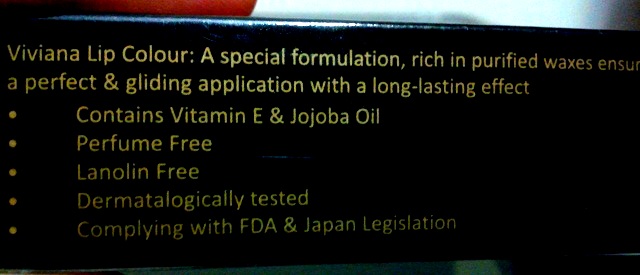 Viviana Lip Colour: A special formulation, rich in purified waxes ensur
a perfect & gliding application with a long-lasting effect
• Contains Vitamin E & Jojoba Oil
• Perfume Free
• Lanolin Free
• Dermatalogically tested
• Complying with FDA & Japan Legislation